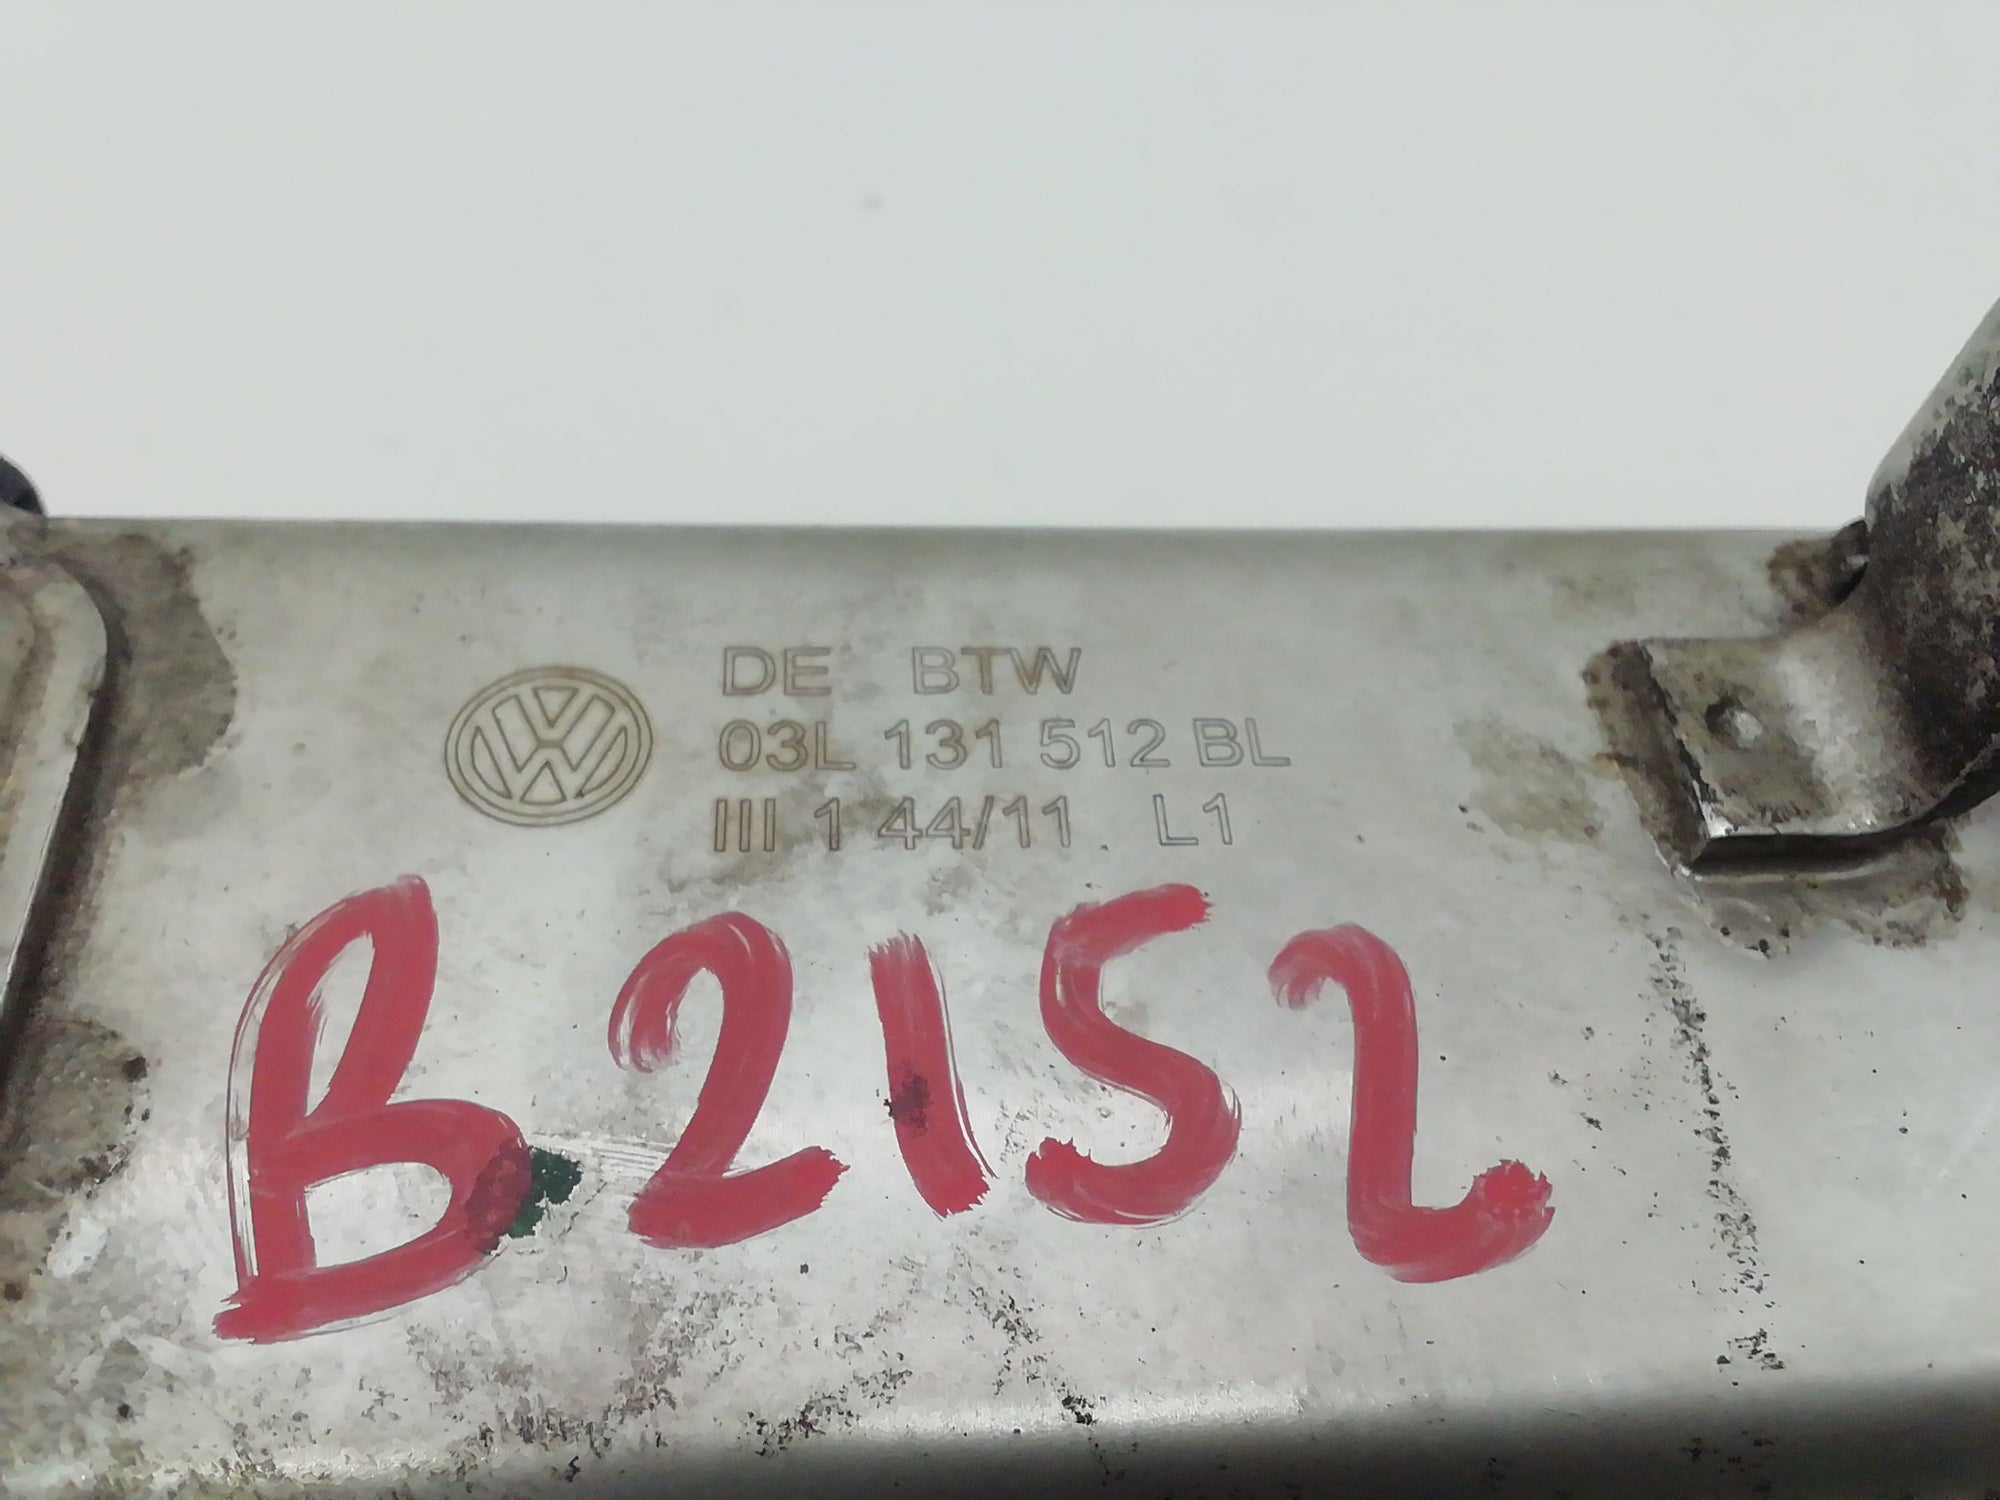 DE BTW
03L 131 512 BL
III 1 44/11 L1
B2152